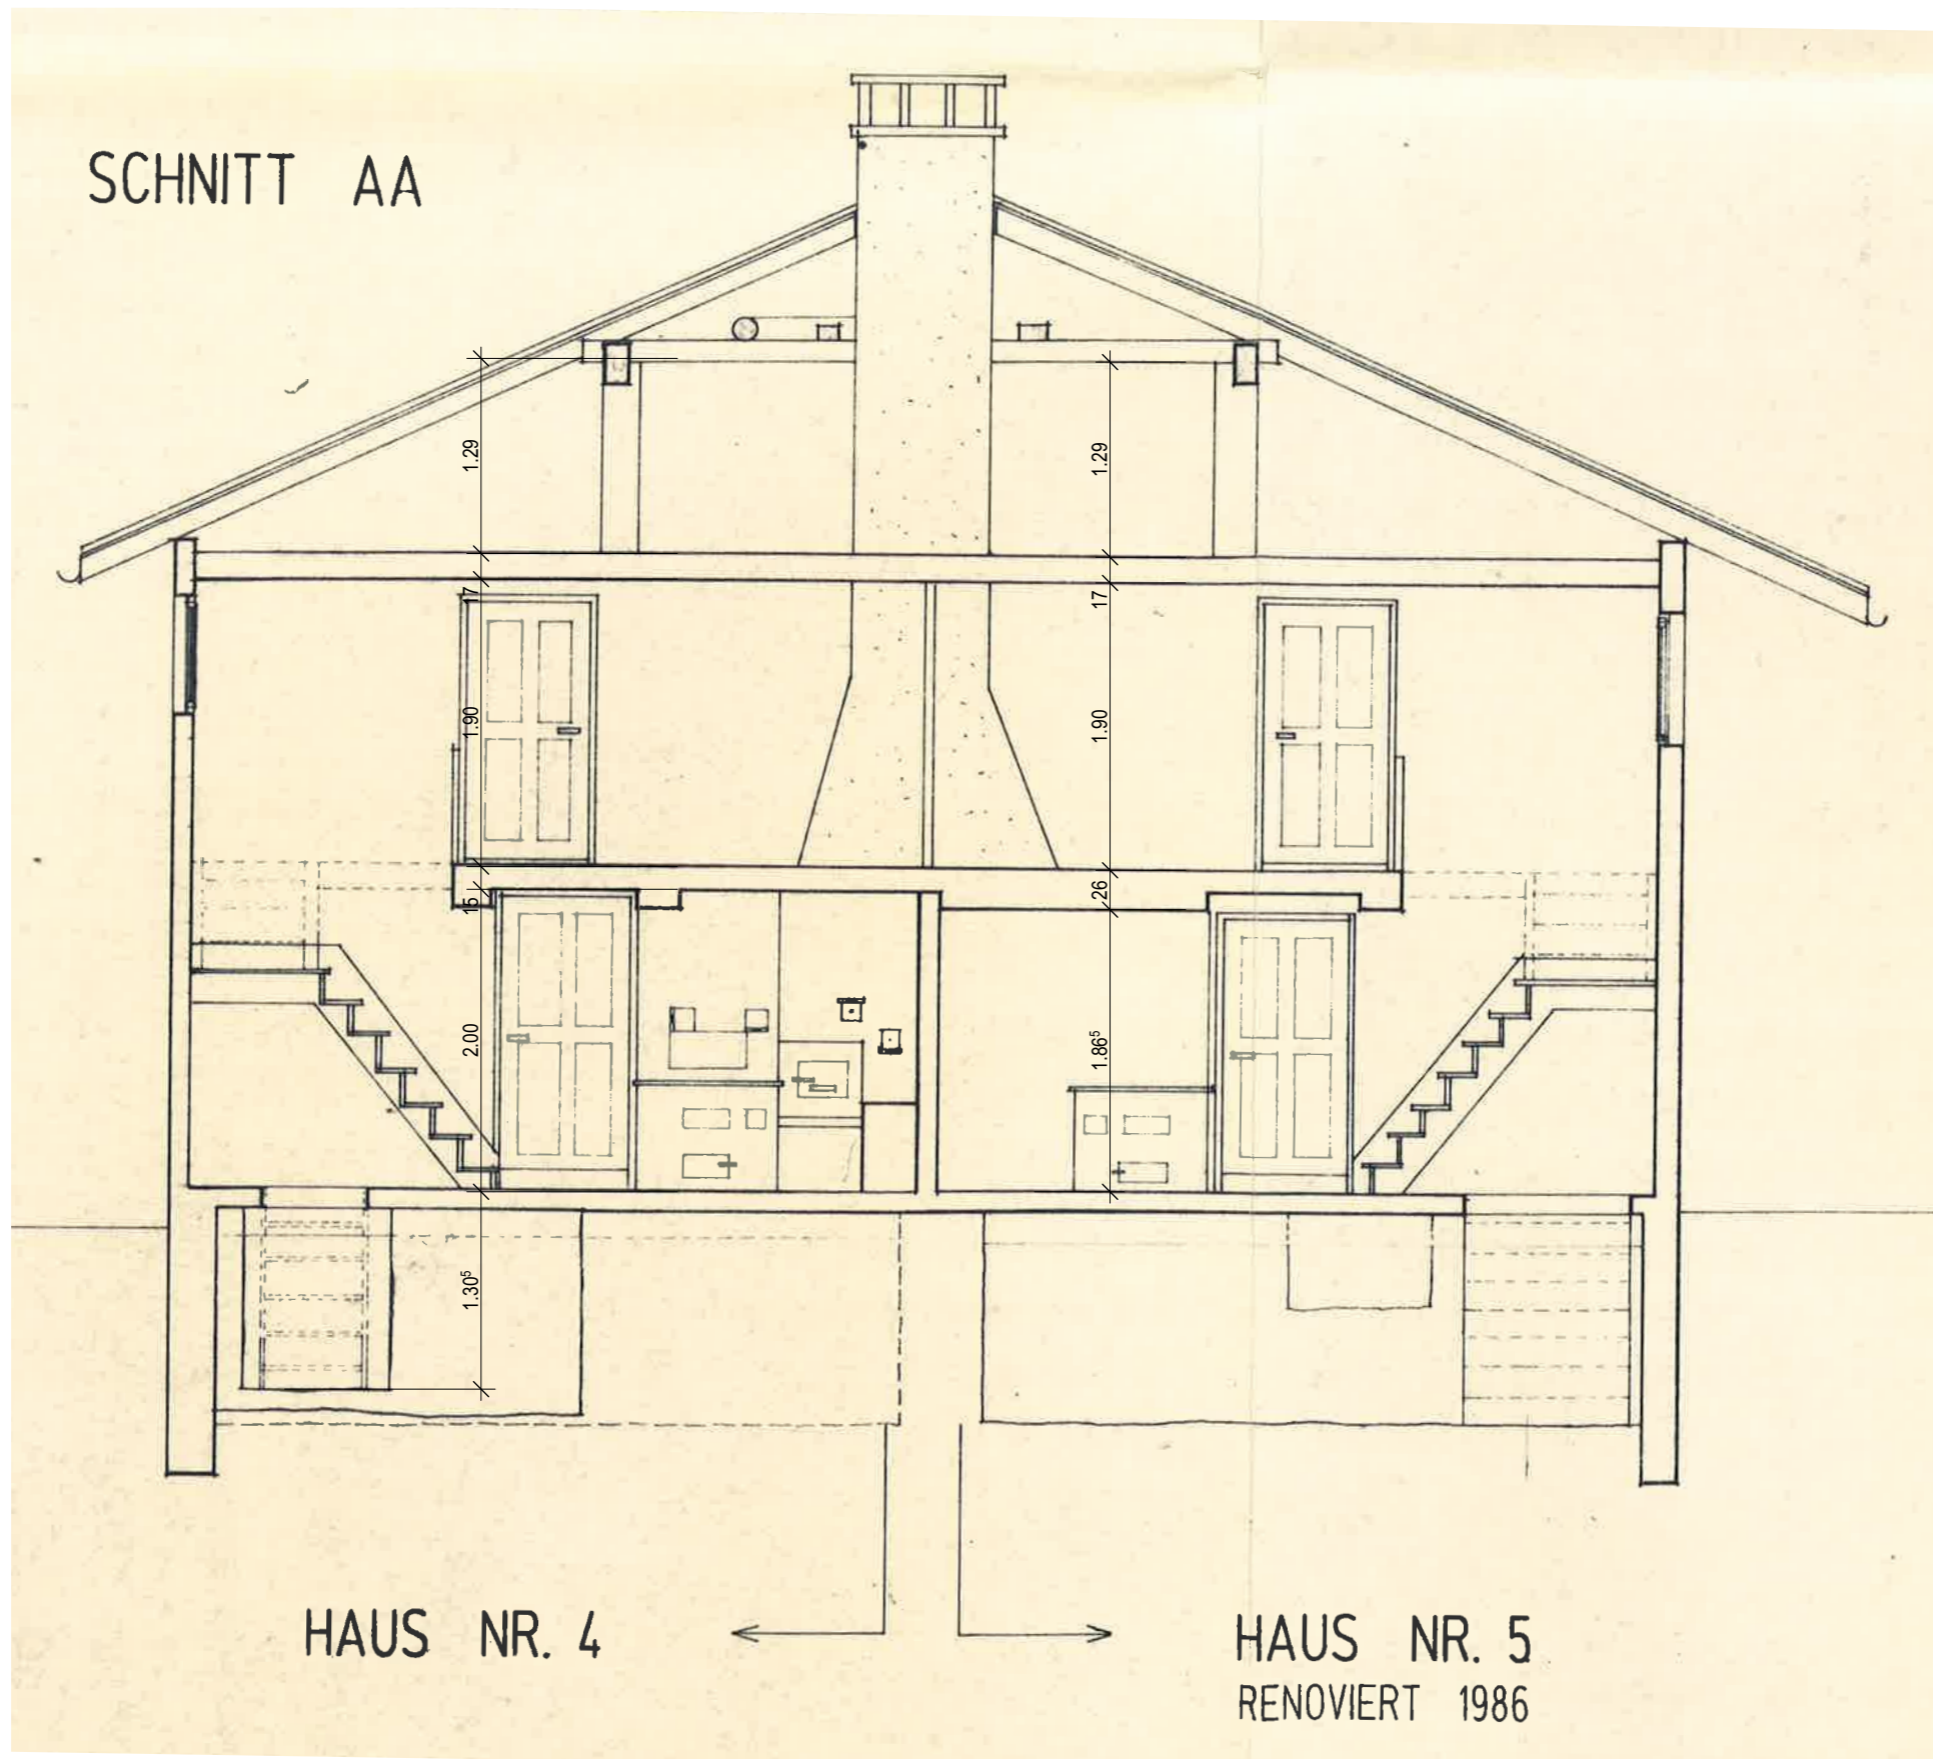 SCHNITT AA
1.29
1.29
17
17
1.90
1.90
15
26
2.00
1.86⁵
1.30⁵
HAUS NR. 4
HAUS NR. 5
RENOVIERT 1986